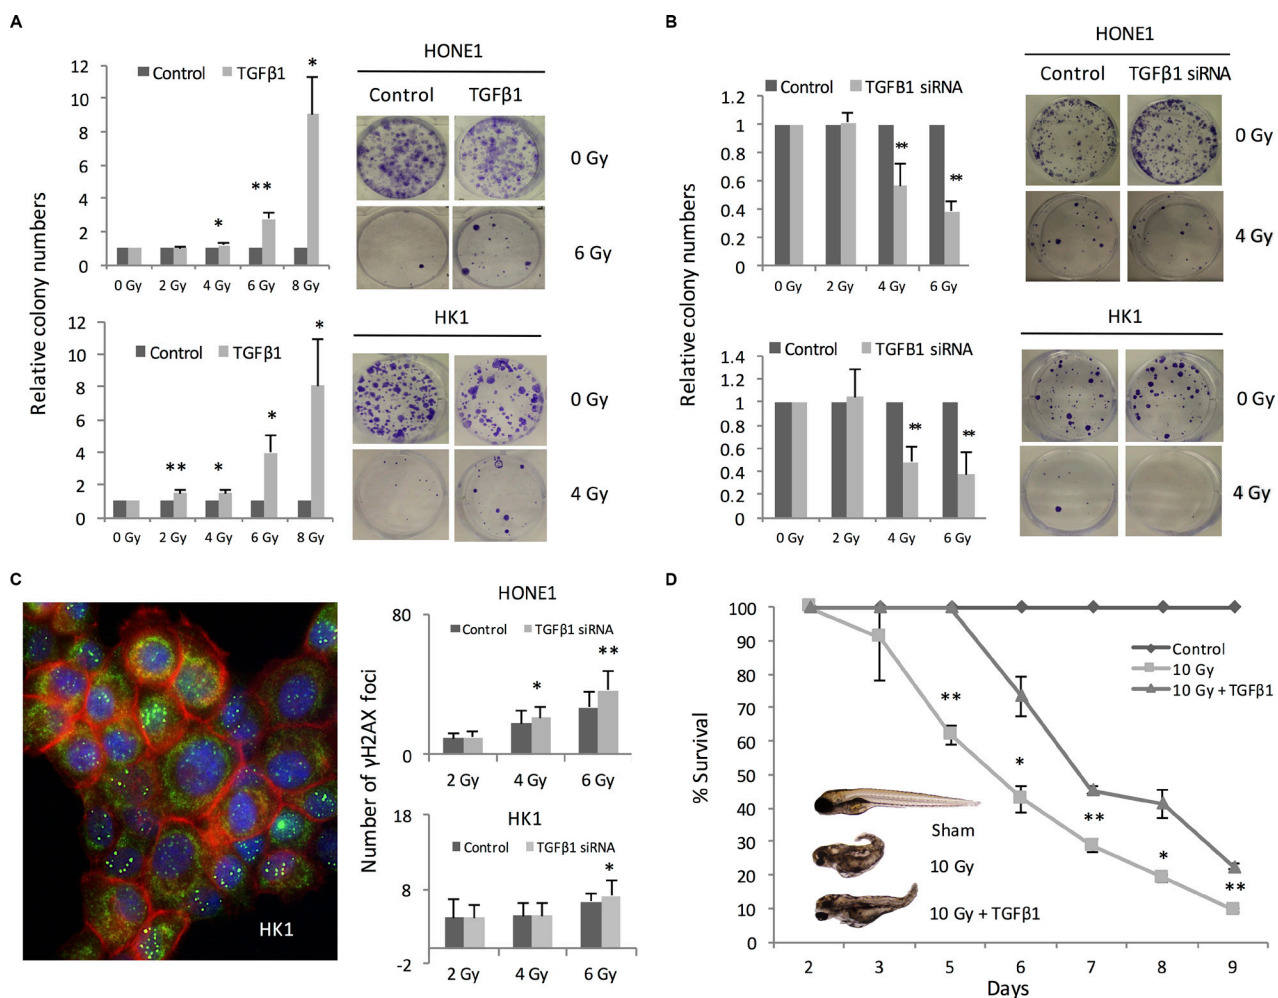 A
HONE1
Control TGFβ1
Control TGFβ1
Relative colony numbers
12
10
8
6
4
2
0
* ** *
0 Gy 2 Gy 4 Gy 6 Gy 8 Gy
0 Gy
6 Gy
HK1
Control TGFβ1
12
10
8
6
4
2
0
** * * *
0 Gy 2 Gy 4 Gy 6 Gy 8 Gy
0 Gy
4 Gy
B
HONE1
Control TGFβ1 siRNA
Control TGFB1 siRNA
Relative colony numbers
1.2
1
0.8
0.6
0.4
0.2
0
** **
0 Gy 2 Gy 4 Gy 6 Gy
0 Gy
4 Gy
HK1
Control TGFB1 siRNA
1.4
1.2
1
0.8
0.6
0.4
0.2
0
** **
0 Gy 2 Gy 4 Gy 6 Gy
0 Gy
4 Gy
C
HK1
HONE1
Control TGFβ1 siRNA
Number of γH2AX foci
80
0
* **
2 Gy 4 Gy 6 Gy
HK1
Control TGFβ1 siRNA
18
8
-2
*
2 Gy 4 Gy 6 Gy
D
% Survival
100
90
80
70
60
50
40
30
20
10
0
Control
10 Gy
10 Gy + TGFβ1
** * ** * **
Sham
10 Gy
10 Gy + TGFβ1
2 3 5 6 7 8 9
Days